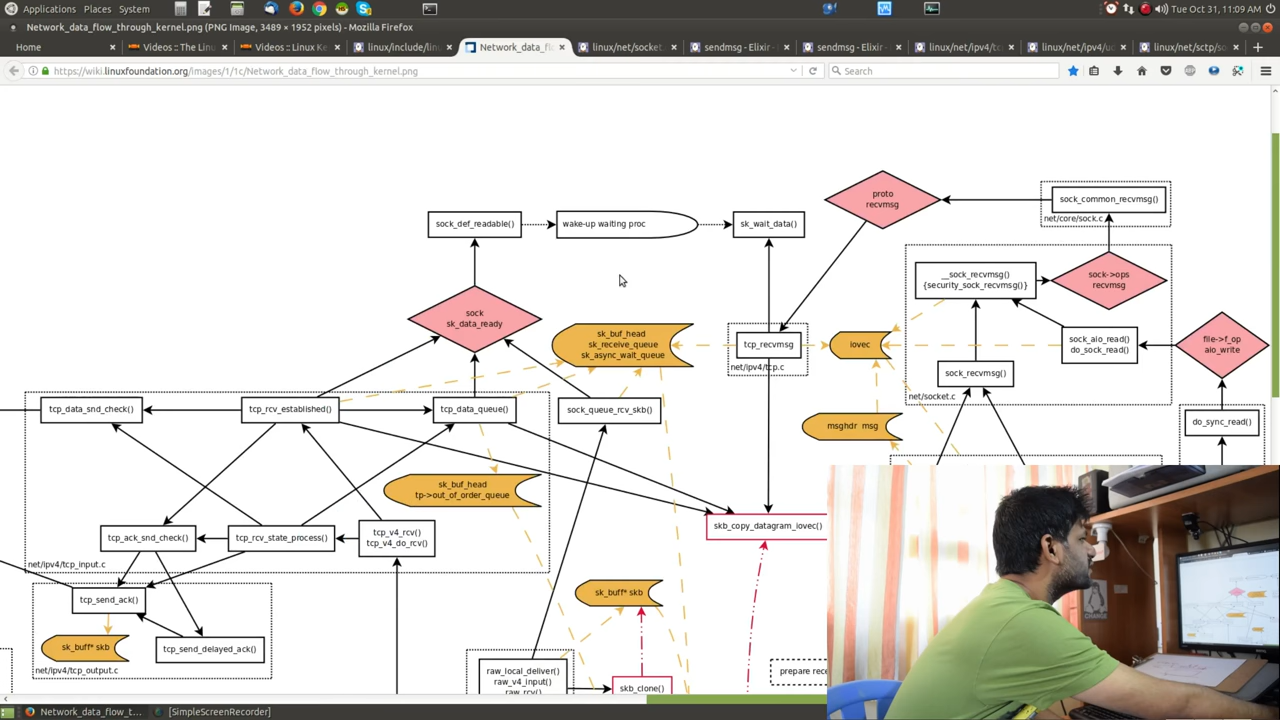 Applications Places System
Tue Oct 31, 11:09 AM
Network_data_flow_through_kernel.png (PNG Image, 3489 × 1952 pixels) - Mozilla Firefox
Home
Videos :: The Lin
Videos :: Linux Ke
linux/include/lin
Network_data_fl
linux/net/socket.
sendmsg - Elixir -
sendmsg - Elixir -
linux/net/ipv4/tc
linux/net/ipv4/u
linux/net/sctp/so
https://wiki.linuxfoundation.org/images/1/1c/Network_data_flow_through_kernel.png
Search
proto
recvmsg
sock_common_recvmsg()
net/core/sock.c
sock_def_readable()
wake-up waiting proc
sk_wait_data()
__sock_recvmsg()
{security_sock_recvmsg()}
sock->ops
recvmsg
sock
sk_data_ready
sk_buf_head
sk_receive_queue
sk_async_wait_queue
tcp_recvmsg
net/ipv4/tcp.c
iovec
sock_aio_read()
do_sock_read()
file->f_op
aio_write
sock_recvmsg()
net/socket.c
tcp_data_snd_check()
tcp_rcv_established()
tcp_data_queue()
sock_queue_rcv_skb()
msghdr msg
do_sync_read()
sk_buf_head
tp->out_of_order_queue
skb_copy_datagram_iovec()
tcp_ack_snd_check()
tcp_rcv_state_process()
tcp_v4_rcv()
tcp_v4_do_rcv()
net/ipv4/tcp_input.c
tcp_send_ack()
sk_buff* skb
sk_buff* skb
tcp_send_delayed_ack()
net/ipv4/tcp_output.c
raw_local_deliver()
raw_v4_input()
raw_rcv()
skb_clone()
prepare rece
Network_data_flow_t...
[SimpleScreenRecorder]